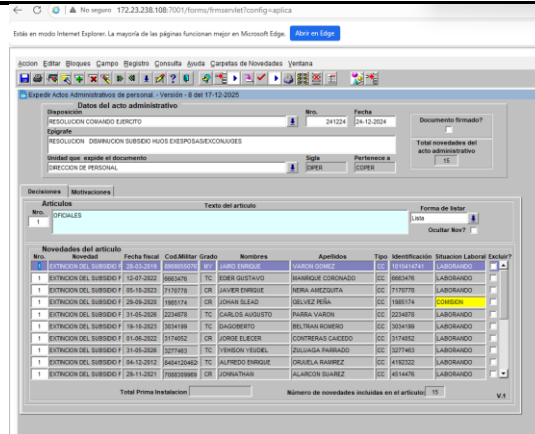 No seguro 172.23.238.108:7001/forms/frmservlet?config=aplica
Estás en modo Internet Explorer. La mayoría de las páginas funcionan mejor en Microsoft Edge. Abrir en Edge
Accion Editar Bloques Campo Registro Consulta Ayuda Carpetas de Novedades Ventana
Expedir Actos Administrativos de personal. - Versión - 8 del 17-12-2025
Datos del acto administrativo
Disposición Nro. Fecha
RESOLUCION COMANDO EJERCITO 241224 24-12-2024 Documento firmado?
Epígrafe
RESOLUCION DISMINUCION SUBSIDIO HIJOS EXESPOSAS/EXCONJUGES Total novedades del acto administrativo
15
Unidad que expide el documento Sigla Pertenece a
DIRECCION DE PERSONAL DIPER COPER
Decisiones Motivaciones
Artículos Texto del artículo Forma de listar
Nro. OFICIALES Lista
1 Ocultar Nov?
Novedades del artículo
Nro. Novedad Fecha fiscal Cod.Militar Grado Nombres Apellidos Tipo Identificación Situacion Laboral Excluir?
1 EXTINCION DEL SUBSIDIO F 28-03-2019 MY JAIRO ENRIQUE VARON GOMEZ CC 1015414741 LABORANDO
1 EXTINCION DEL SUBSIDIO F 12-07-2022 6663476 TC EDER GUSTAVO MANRIQUE CORONADO CC 6663476 LABORANDO
1 EXTINCION DEL SUBSIDIO F 05-10-2023 7170778 CR JAVIER ENRIQUE NEIRA AMEZQUITA CC 7170778 LABORANDO
1 EXTINCION DEL SUBSIDIO F 29-09-2020 1985174 CR JOHAN SLEAD GELVEZ PEÑA CC 1985174 COMISION
1 EXTINCION DEL SUBSIDIO F 31-05-2026 2234878 TC CARLOS AUGUSTO PARRA VARON CC 2234878 LABORANDO
1 EXTINCION DEL SUBSIDIO F 19-10-2023 3034199 TC DAGOBERTO BELTRAN ROMERO CC 3034199 LABORANDO
1 EXTINCION DEL SUBSIDIO F 01-06-2022 3174052 CR JORGE ELIECER CONTRERAS CAICEDO CC 3174052 LABORANDO
1 EXTINCION DEL SUBSIDIO F 31-05-2026 3277463 TC YEHISON YEUDIEL ZULUAGA PARRADO CC 3277463 LABORANDO
1 EXTINCION DEL SUBSIDIO F 04-12-2012 TC ALFREDO ENRIQUE ORJUELA RAMIREZ CC 4192322 LABORANDO
1 EXTINCION DEL SUBSIDIO F 28-11-2021 7088309969 CR JONNATHAN ALARCON SUAREZ CC 4514476 LABORANDO
Total Prima Instalacion Número de novedades incluidas en el artículo: 15 V.1